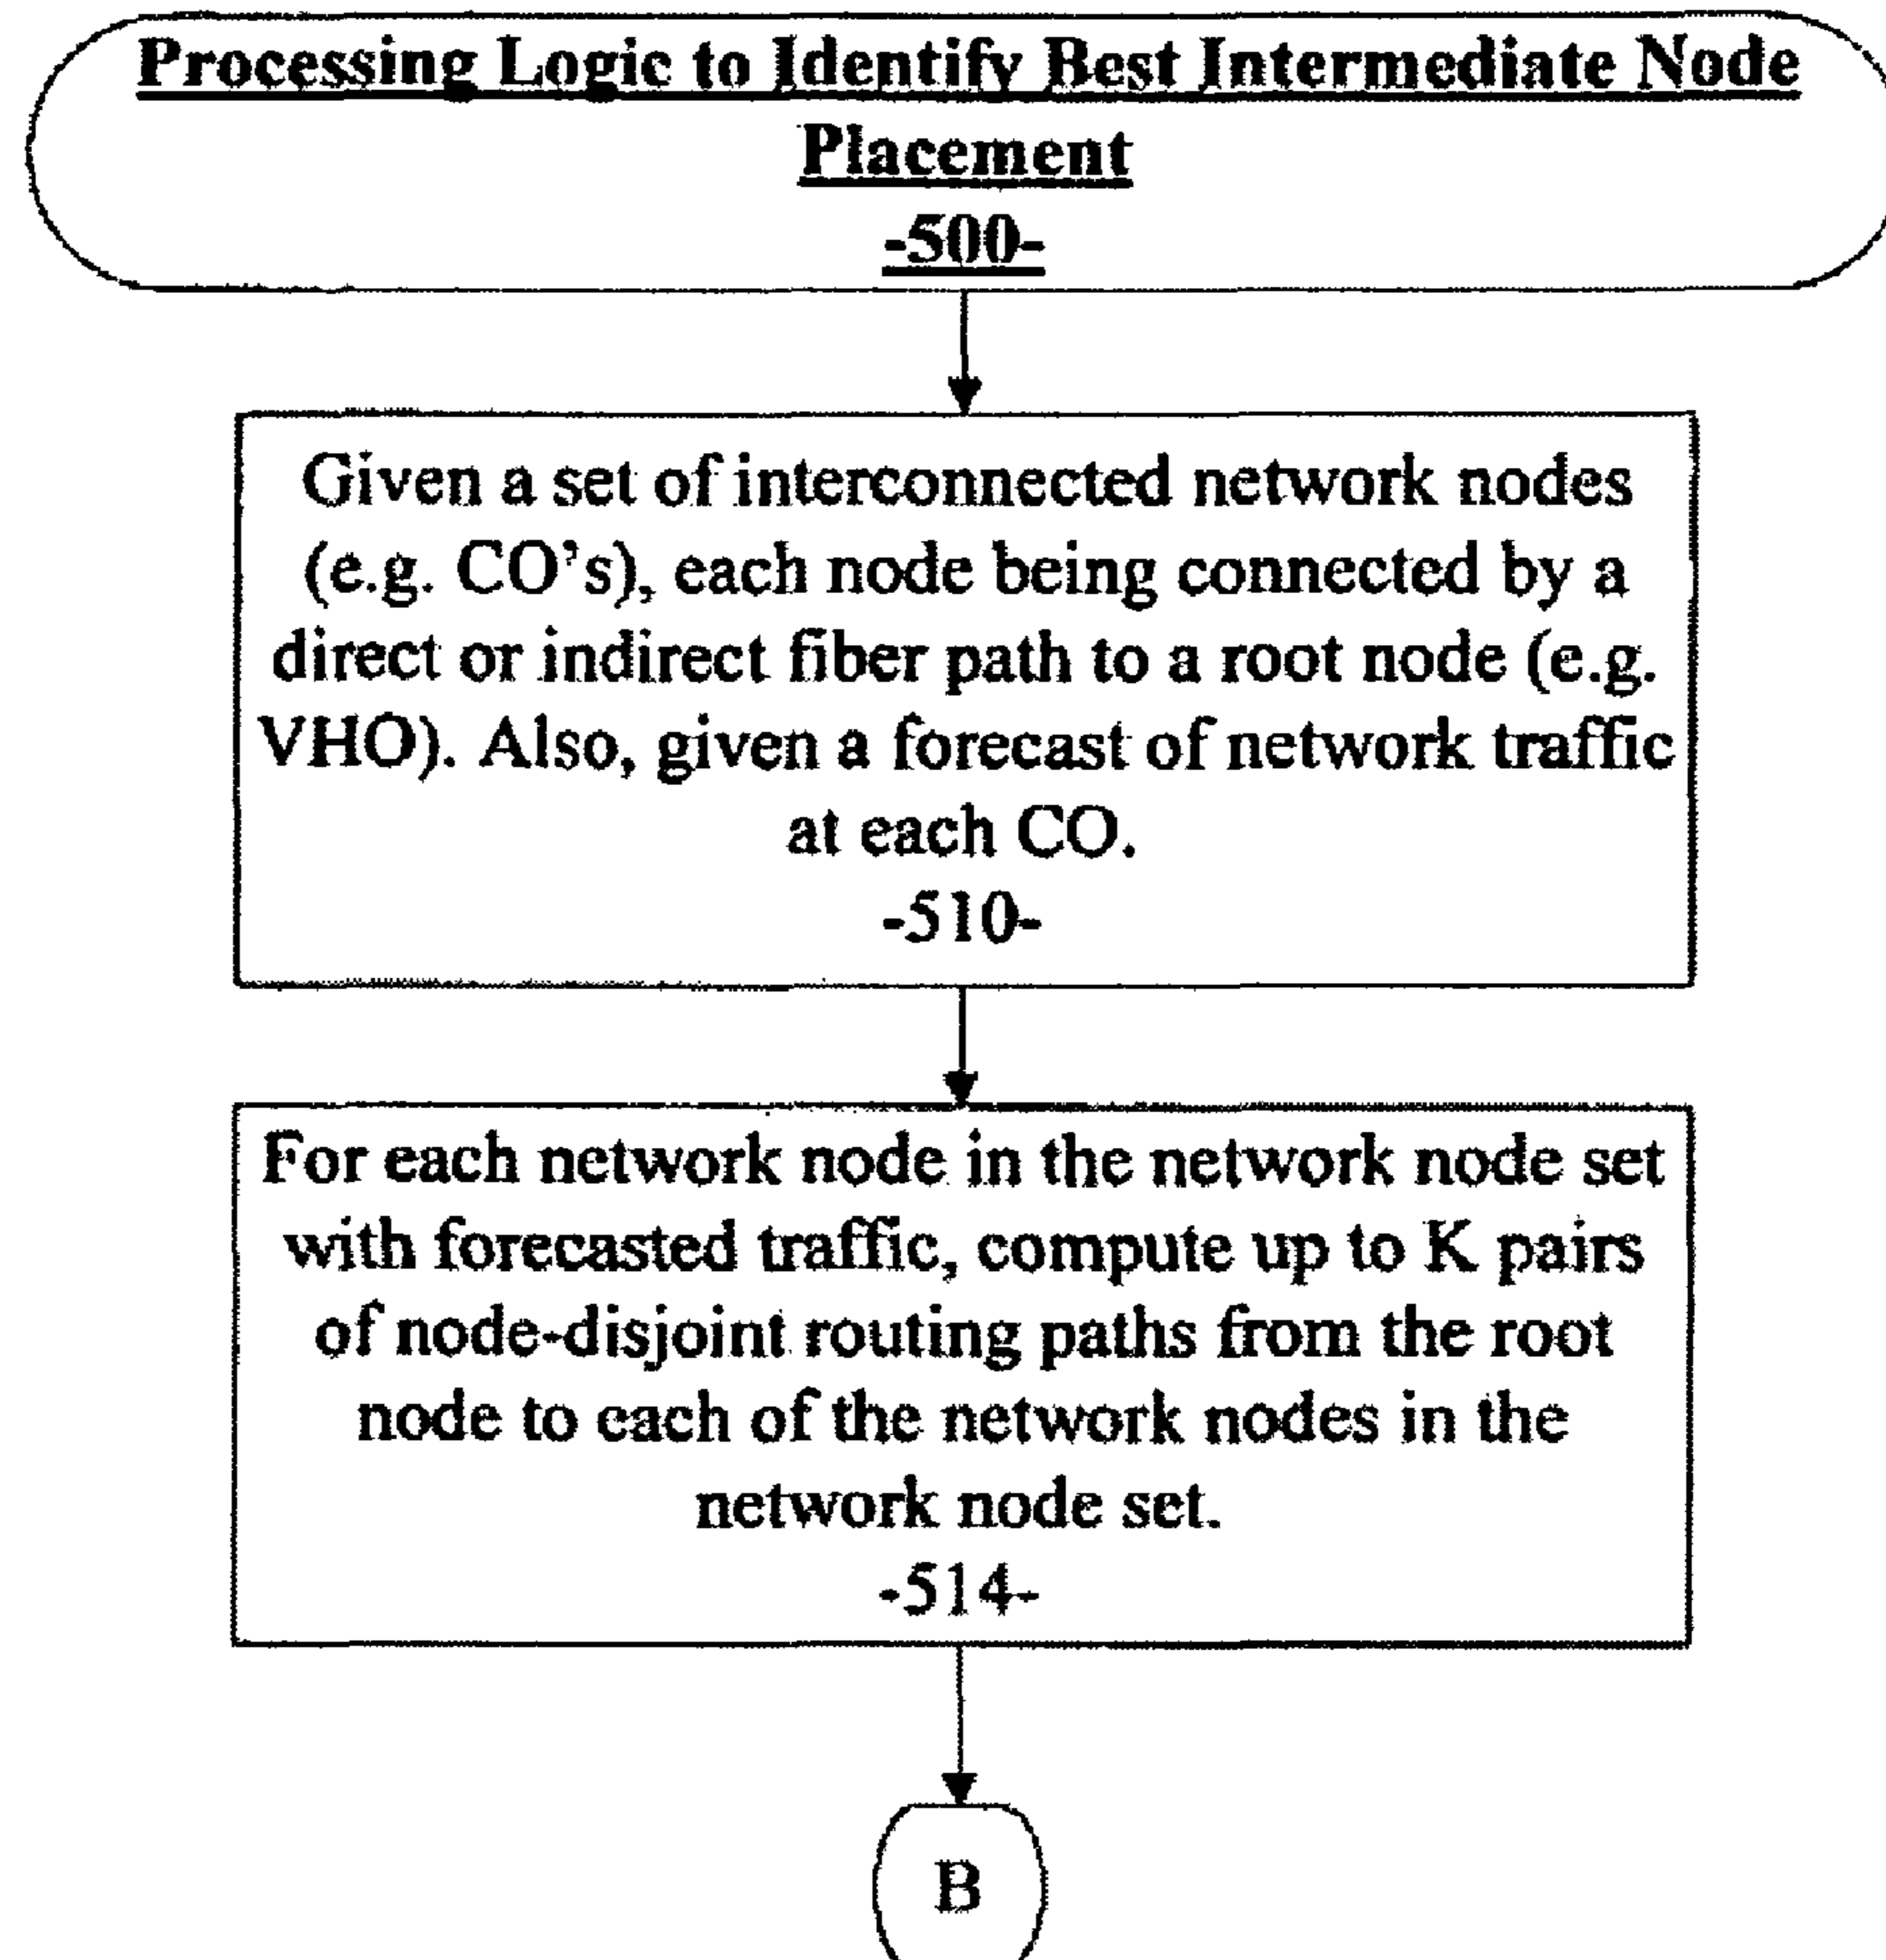 Processing Logic to Identify Best Intermediate Node
Placement
-500-
Given a set of interconnected network nodes
(e.g. CO's), each node being connected by a
direct or indirect fiber path to a root node (e.g.
VHO). Also, given a forecast of network traffic
at each CO.
-510-
For each network node in the network node set
with forecasted traffic, compute up to K pairs
of node-disjoint routing paths from the root
node to each of the network nodes in the
network node set.
-514-
B